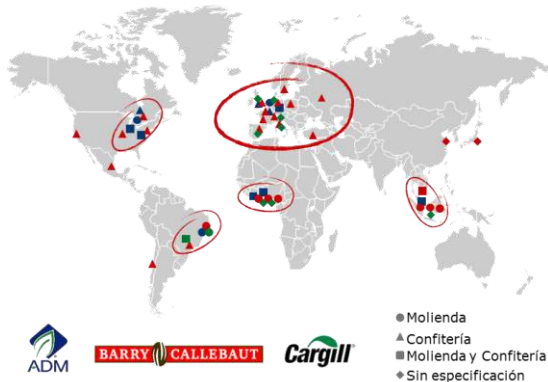 ADM
BARRY CALLEBAUT
Cargill
Molienda
Confitería
Molienda y Confitería
Sin especificación